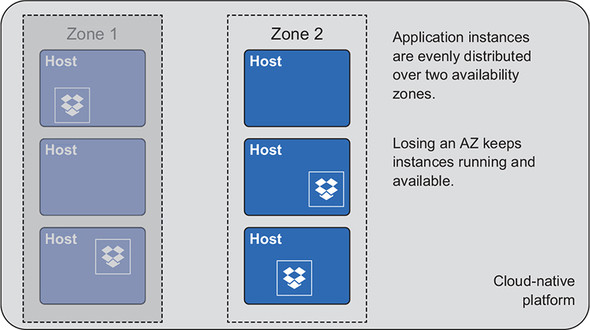 Zone 1
Host
Host
Host
Zone 2
Host
Host
Host
Application instances
are evenly distributed
over two availability
zones.
Losing an AZ keeps
instances running and
available.
Cloud-native
platform